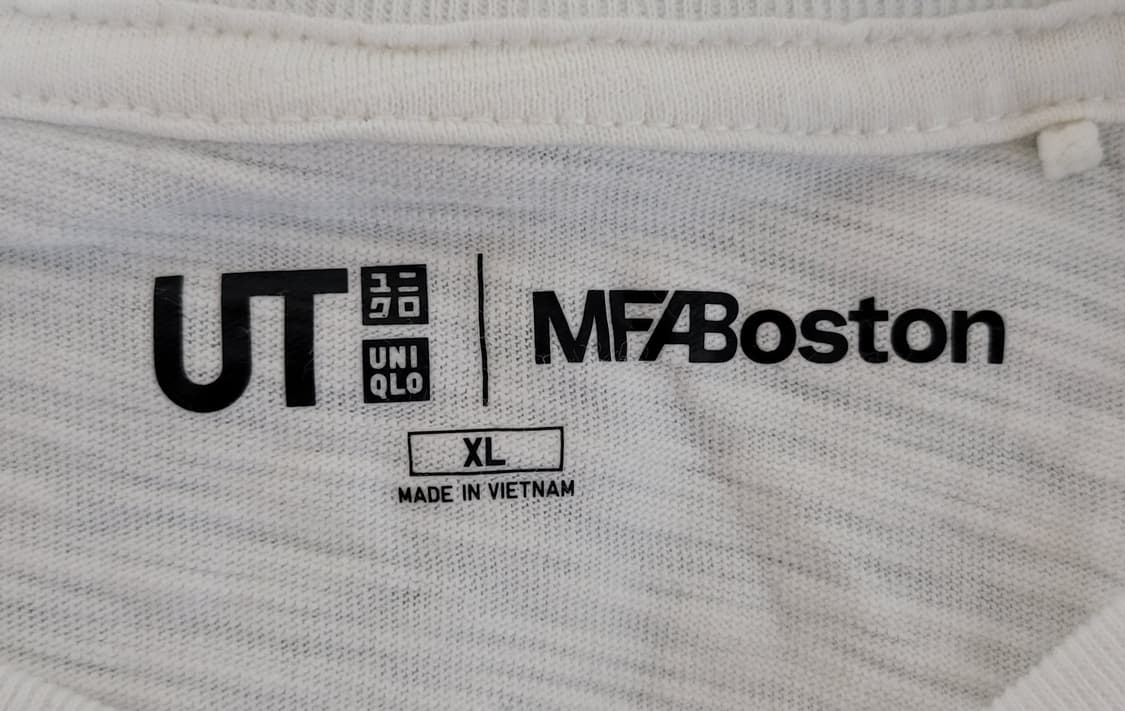 UT
ユニ
クロ
UNI
QLO
MFABoston
XL
MADE IN VIETNAM